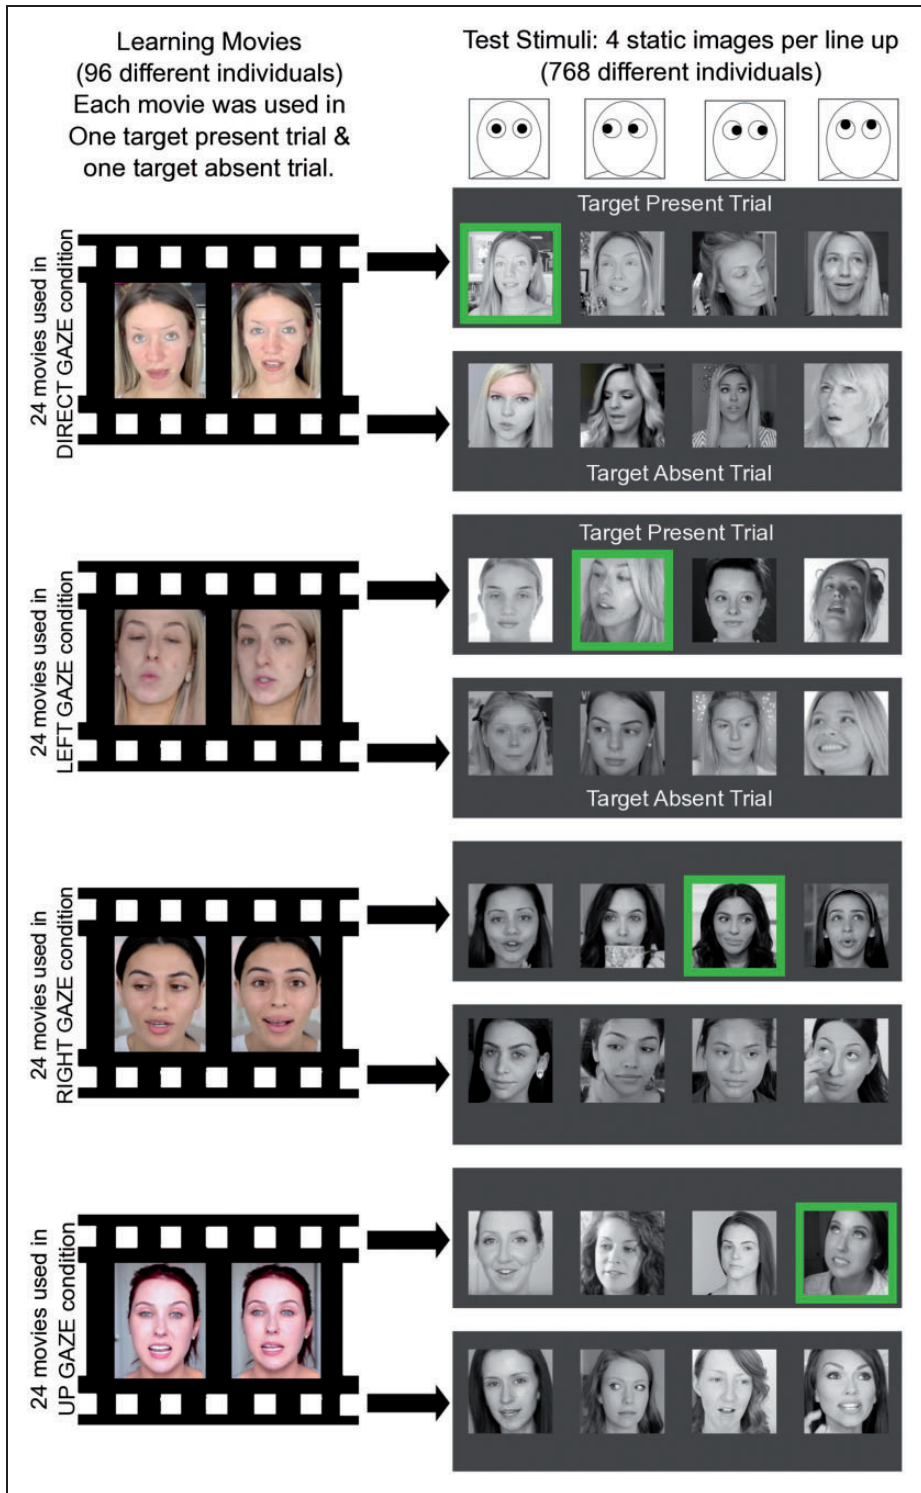 Learning Movies
(96 different individuals)
Each movie was used in
One target present trial &
one target absent trial.
Test Stimuli: 4 static images per line up
(768 different individuals)
24 movies used in
DIRECT GAZE condition
Target Present Trial
Target Absent Trial
24 movies used in
LEFT GAZE condition
Target Present Trial
Target Absent Trial
24 movies used in
RIGHT GAZE condition
24 movies used in
UP GAZE condition